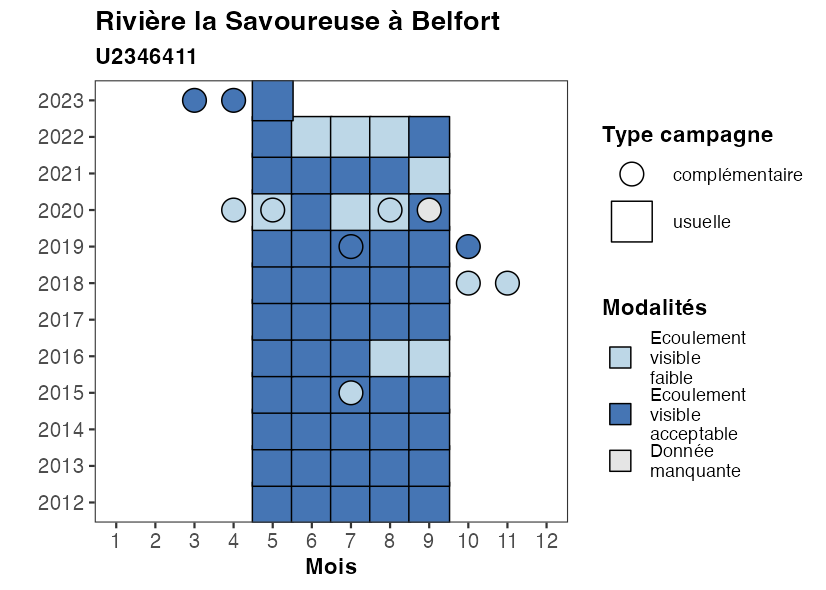 Rivière la Savoureuse à Belfort
U2346411
2023
2022
2021
2020
2019
2018
2017
2016
2015
2014
2013
2012
1 2 3 4 5 6 7 8 9 10 11 12
Mois
Type campagne
complémentaire
usuelle
Modalités
Ecoulement
visible
faible
Ecoulement
visible
acceptable
Donnée
manquante